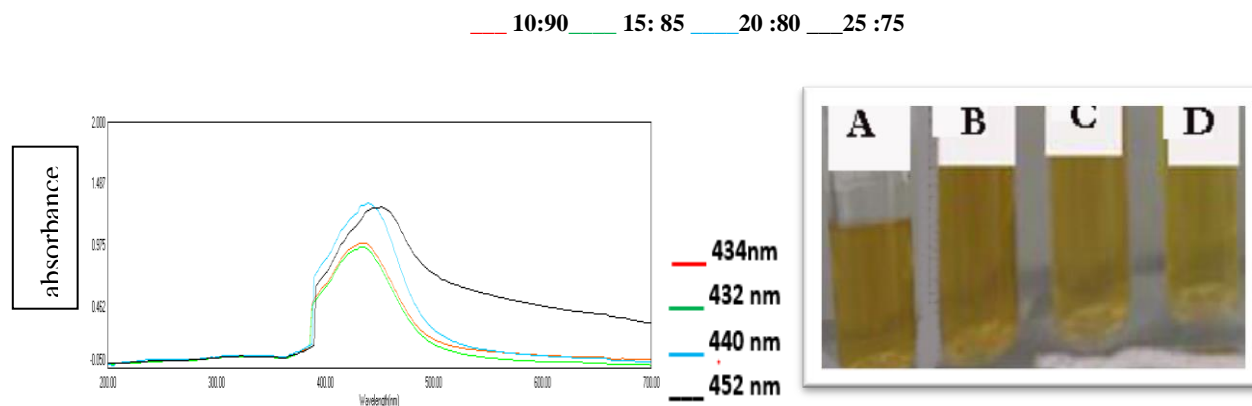 ___ 10:90____ 15: 85 ____20 :80 ___25 :75
absorbance
2.000
1.487
0.975
0.462
-0.050
200.00 300.00 400.00 500.00 600.00 700.00
Wavelength(nm)
434nm
432 nm
440 nm
452 nm
A B C D